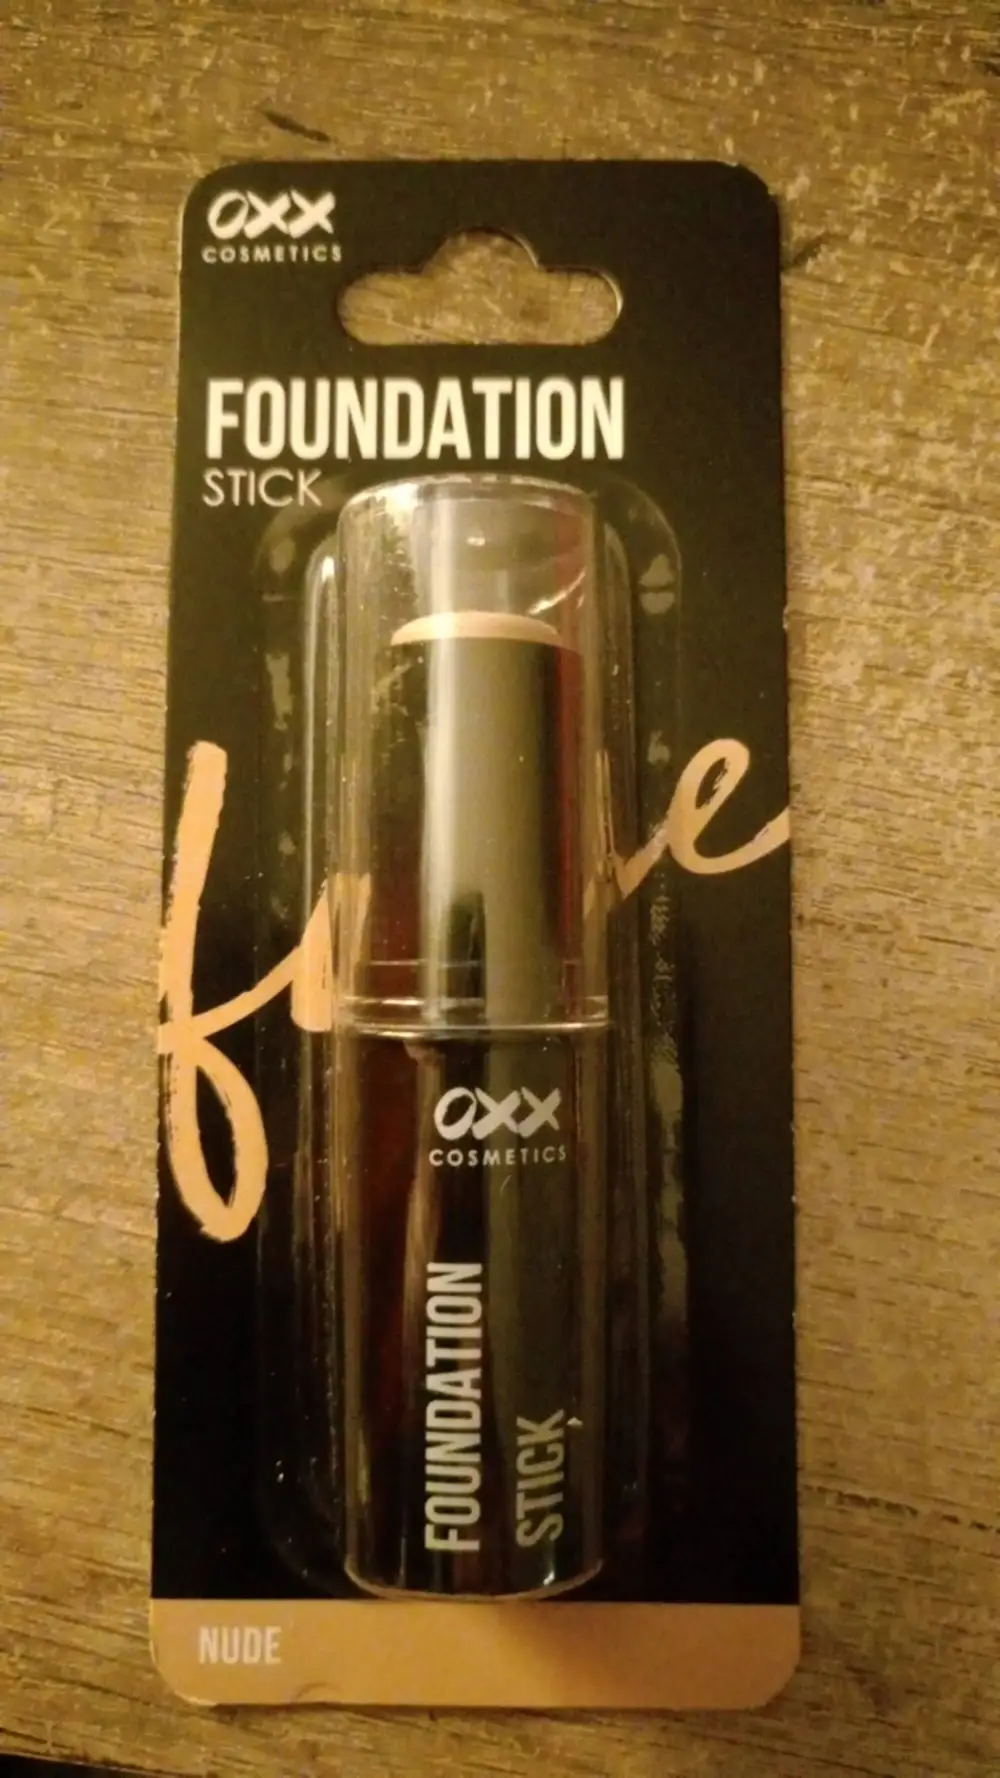 OXX
COSMETICS
FOUNDATION
STICK
OXX
COSMETICS
FOUNDATION
STICK
NUDE